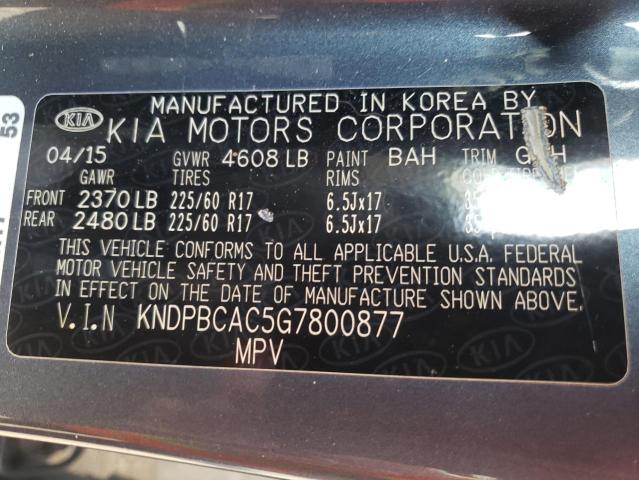 MANUFACTURED IN KOREA BY
KIA KIA MOTORS CORPORATION
04/15 GVWR 4608 LB PAINT BAH TRIM
GAWR TIRES RIMS
FRONT 2370 LB 225/60 R17 6.5Jx17
REAR 2480 LB 225/60 R17 6.5Jx17
THIS VEHICLE CONFORMS TO ALL APPLICABLE U.S.A. FEDERAL
MOTOR VEHICLE SAFETY AND THEFT PREVENTION STANDARDS
IN EFFECT ON THE DATE OF MANUFACTURE SHOWN ABOVE.
V.I.N KNDPBCAC5G7800877
MPV
53